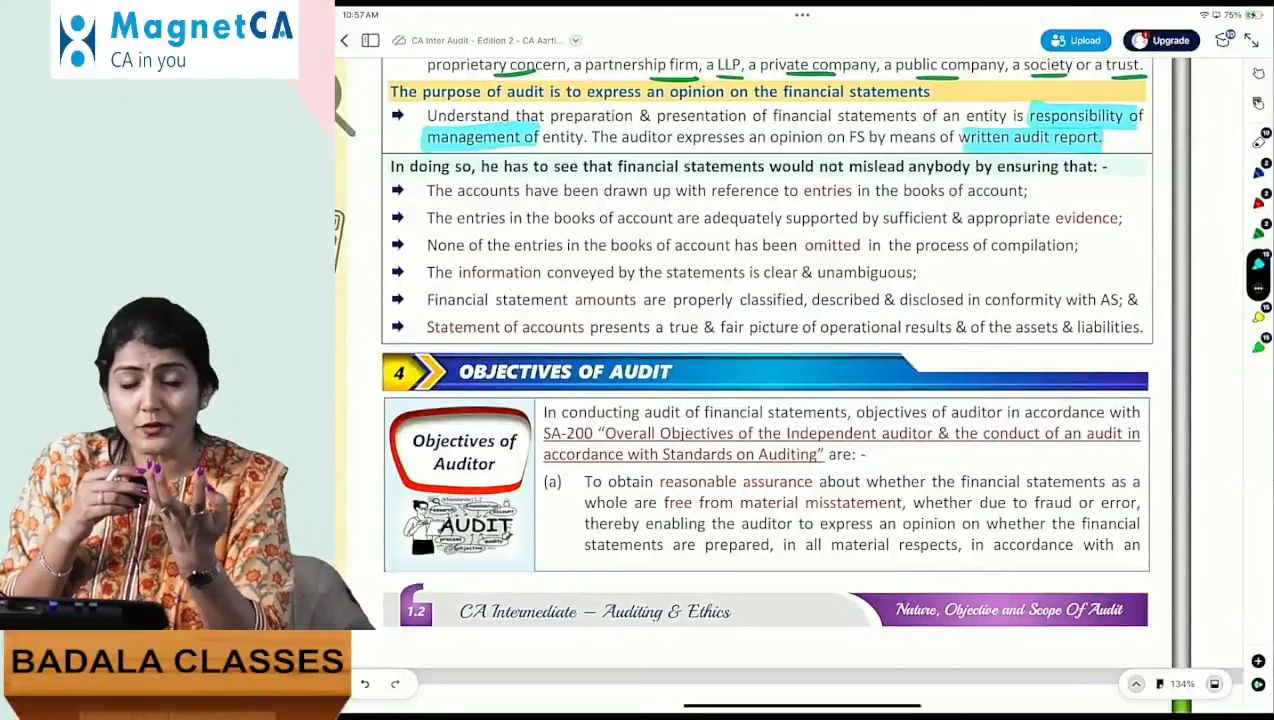 MagnetCA
CA in you
10:57 AM
75%
CA Inter Audit - Edition 2 - CA Aarti...
Upload
Upgrade
proprietary concern, a partnership firm, a LLP, a private company, a public company, a society or a trust.
The purpose of audit is to express an opinion on the financial statements
Understand that preparation & presentation of financial statements of an entity is responsibility of
management of entity. The auditor expresses an opinion on FS by means of written audit report.
In doing so, he has to see that financial statements would not mislead anybody by ensuring that: -
The accounts have been drawn up with reference to entries in the books of account;
The entries in the books of account are adequately supported by sufficient & appropriate evidence;
None of the entries in the books of account has been omitted in the process of compilation;
The information conveyed by the statements is clear & unambiguous;
Financial statement amounts are properly classified, described & disclosed in conformity with AS; &
Statement of accounts presents a true & fair picture of operational results & of the assets & liabilities.
4 OBJECTIVES OF AUDIT
Objectives of
Auditor
AUDIT
In conducting audit of financial statements, objectives of auditor in accordance with
SA-200 "Overall Objectives of the Independent auditor & the conduct of an audit in
accordance with Standards on Auditing" are: -
(a) To obtain reasonable assurance about whether the financial statements as a
whole are free from material misstatement, whether due to fraud or error,
thereby enabling the auditor to express an opinion on whether the financial
statements are prepared, in all material respects, in accordance with an
1.2 CA Intermediate – Auditing & Ethics Nature, Objective and Scope Of Audit
134%
BADALA CLASSES